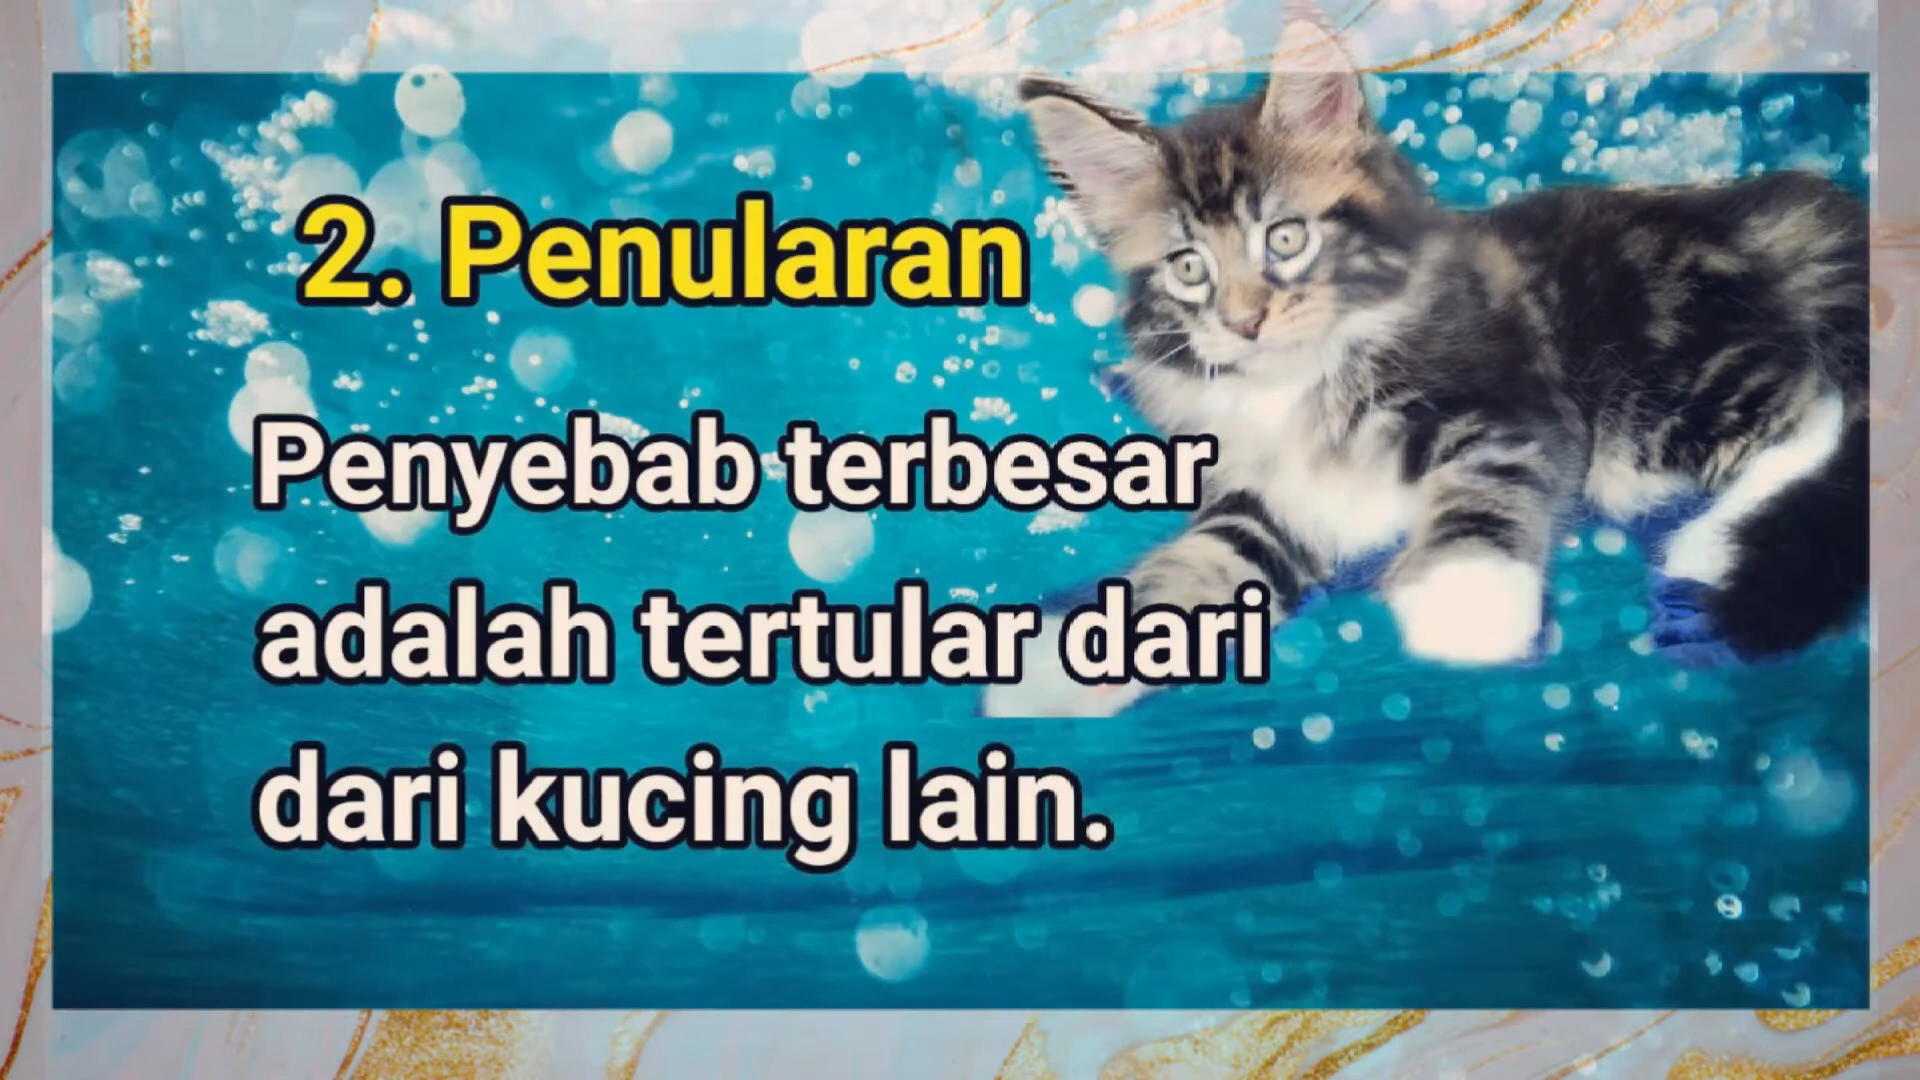 2. Penularan
Penyebab terbesar
adalah tertular dari
dari kucing lain.